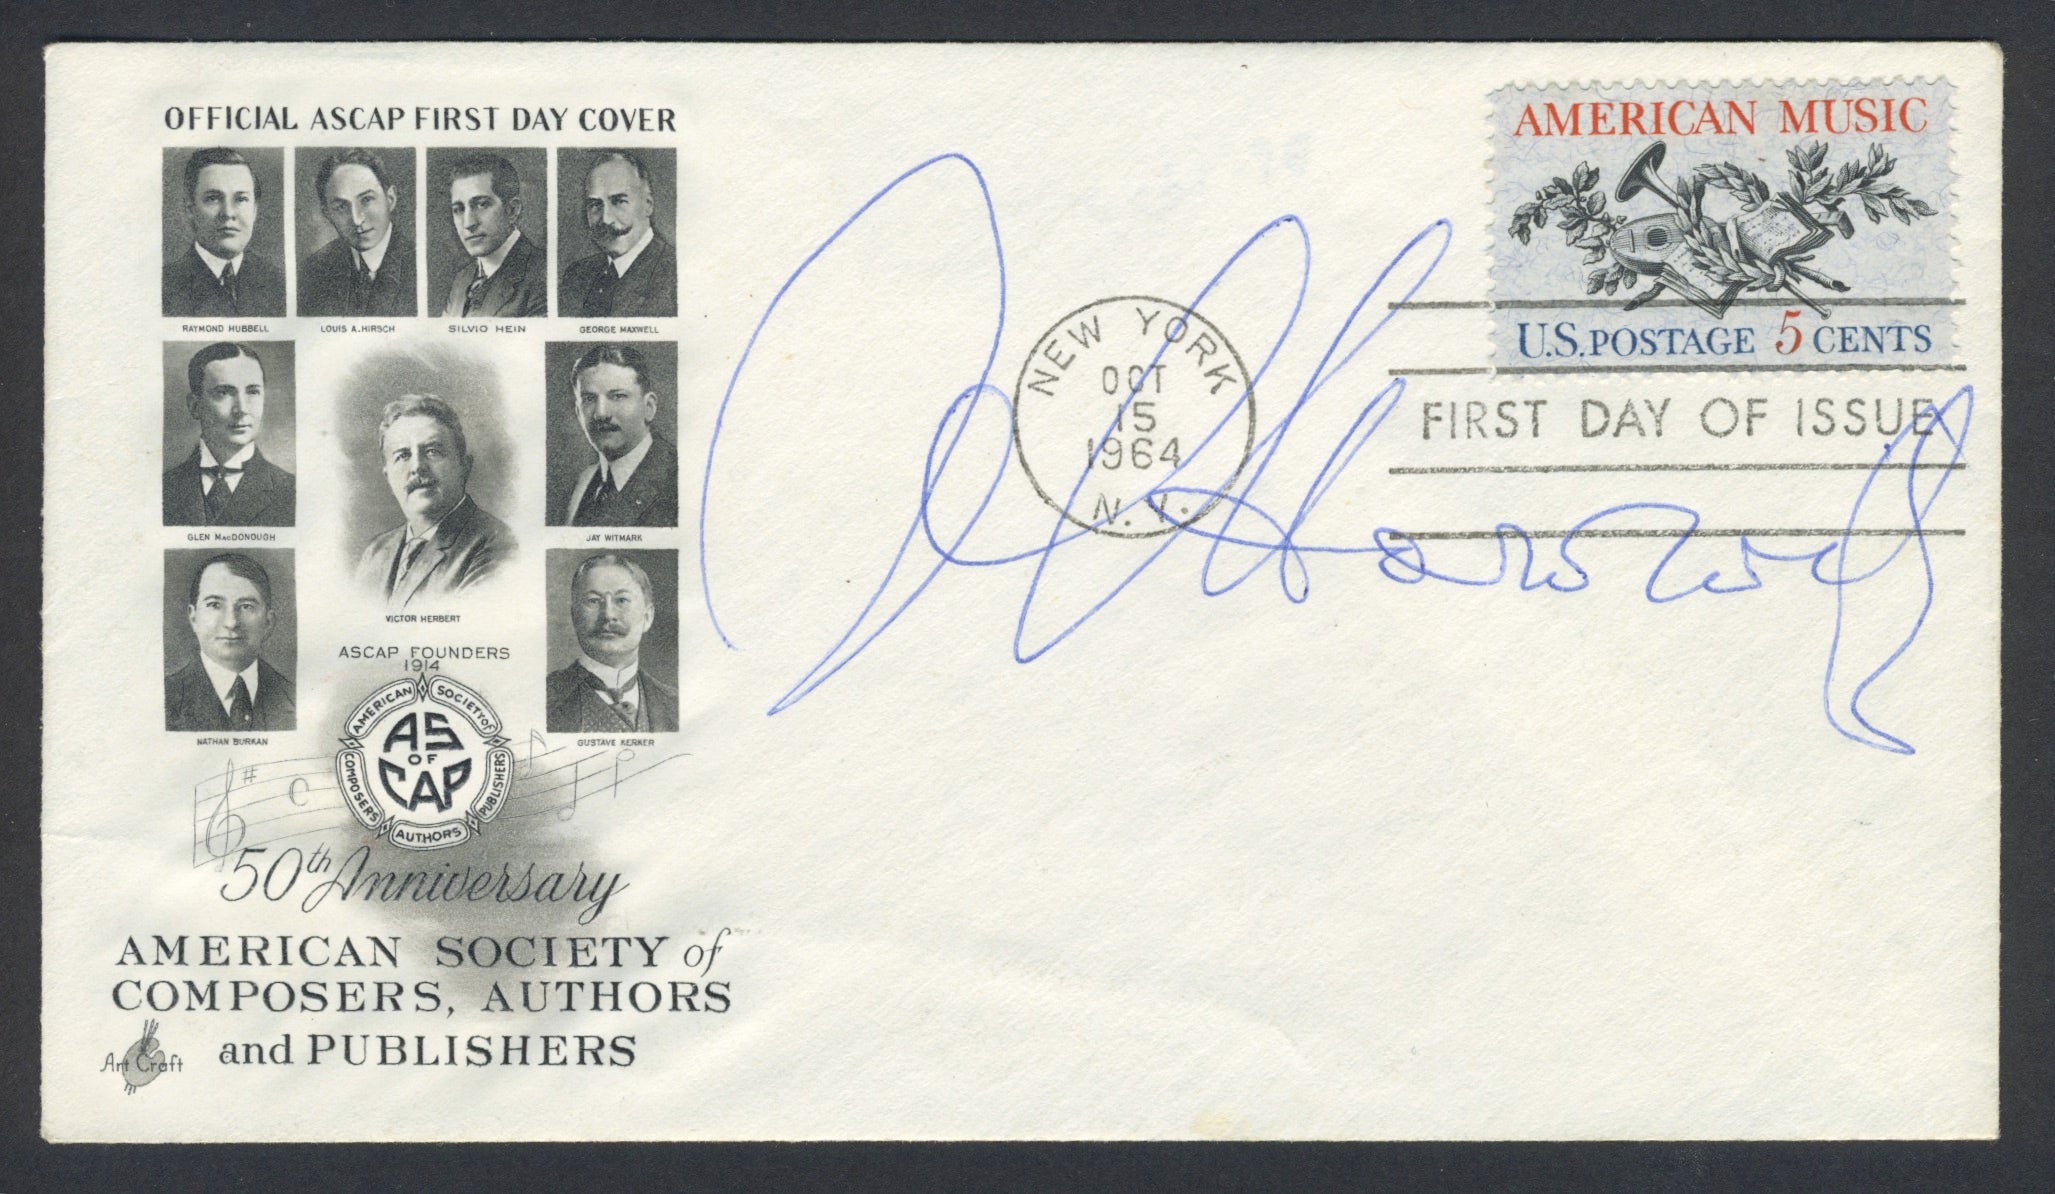 OFFICIAL ASCAP FIRST DAY COVER
RAYMOND HUBBELL
LOUIS A. HIRSCH
SILVIO HEIN
GEORGE MAXWELL
GLEN MacDONOUGH
JAY WITMARK
VICTOR HERBERT
NATHAN BURKAN
GUSTAVE KERKER
ASCAP FOUNDERS
1914
AMERICAN SOCIETY OF
COMPOSERS AUTHORS PUBLISHERS
AS
OF
CAP
50th Anniversary
AMERICAN SOCIETY of
COMPOSERS, AUTHORS
and PUBLISHERS
Art Craft
NEW YORK
OCT
15
1964
N. Y.
AMERICAN MUSIC
U.S. POSTAGE 5 CENTS
FIRST DAY OF ISSUE